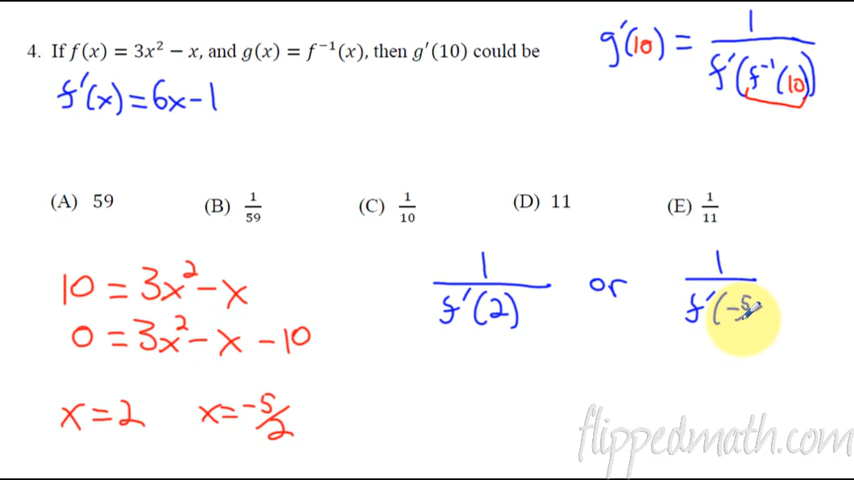 4. If f(x) = 3x² − x, and g(x) = f⁻¹(x), then g′(10) could be
g'(10) = 1/f'(f⁻¹(10))
f'(x) = 6x − 1
(A) 59 (B) 1/59 (C) 1/10 (D) 11 (E) 1/11
10 = 3x² − x
0 = 3x² − x − 10
x = 2 x = −5/2
1/f'(2) or 1/f'(−5
flippedmath.com